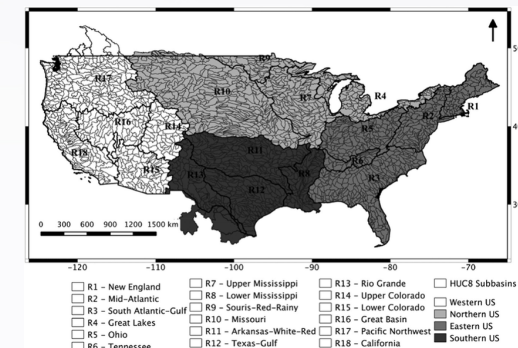 R17
R9
R10
R7
R4
R1
R2
R16
R14
R5
R18
R15
R11
R6
R13
R12
R8
R3
0 300 600 900 1200 1500 km
5
4
3
-120 -110 -100 -90 -80 -70
R1 - New England
R2 - Mid-Atlantic
R3 - South Atlantic-Gulf
R4 - Great Lakes
R5 - Ohio
R6 - Tennessee
R7 - Upper Mississippi
R8 - Lower Mississippi
R9 - Souris-Red-Rainy
R10 - Missouri
R11 - Arkansas-White-Red
R12 - Texas-Gulf
R13 - Rio Grande
R14 - Upper Colorado
R15 - Lower Colorado
R16 - Great Basin
R17 - Pacific Northwest
R18 - California
HUC8 Subbasins
Western US
Northern US
Eastern US
Southern US